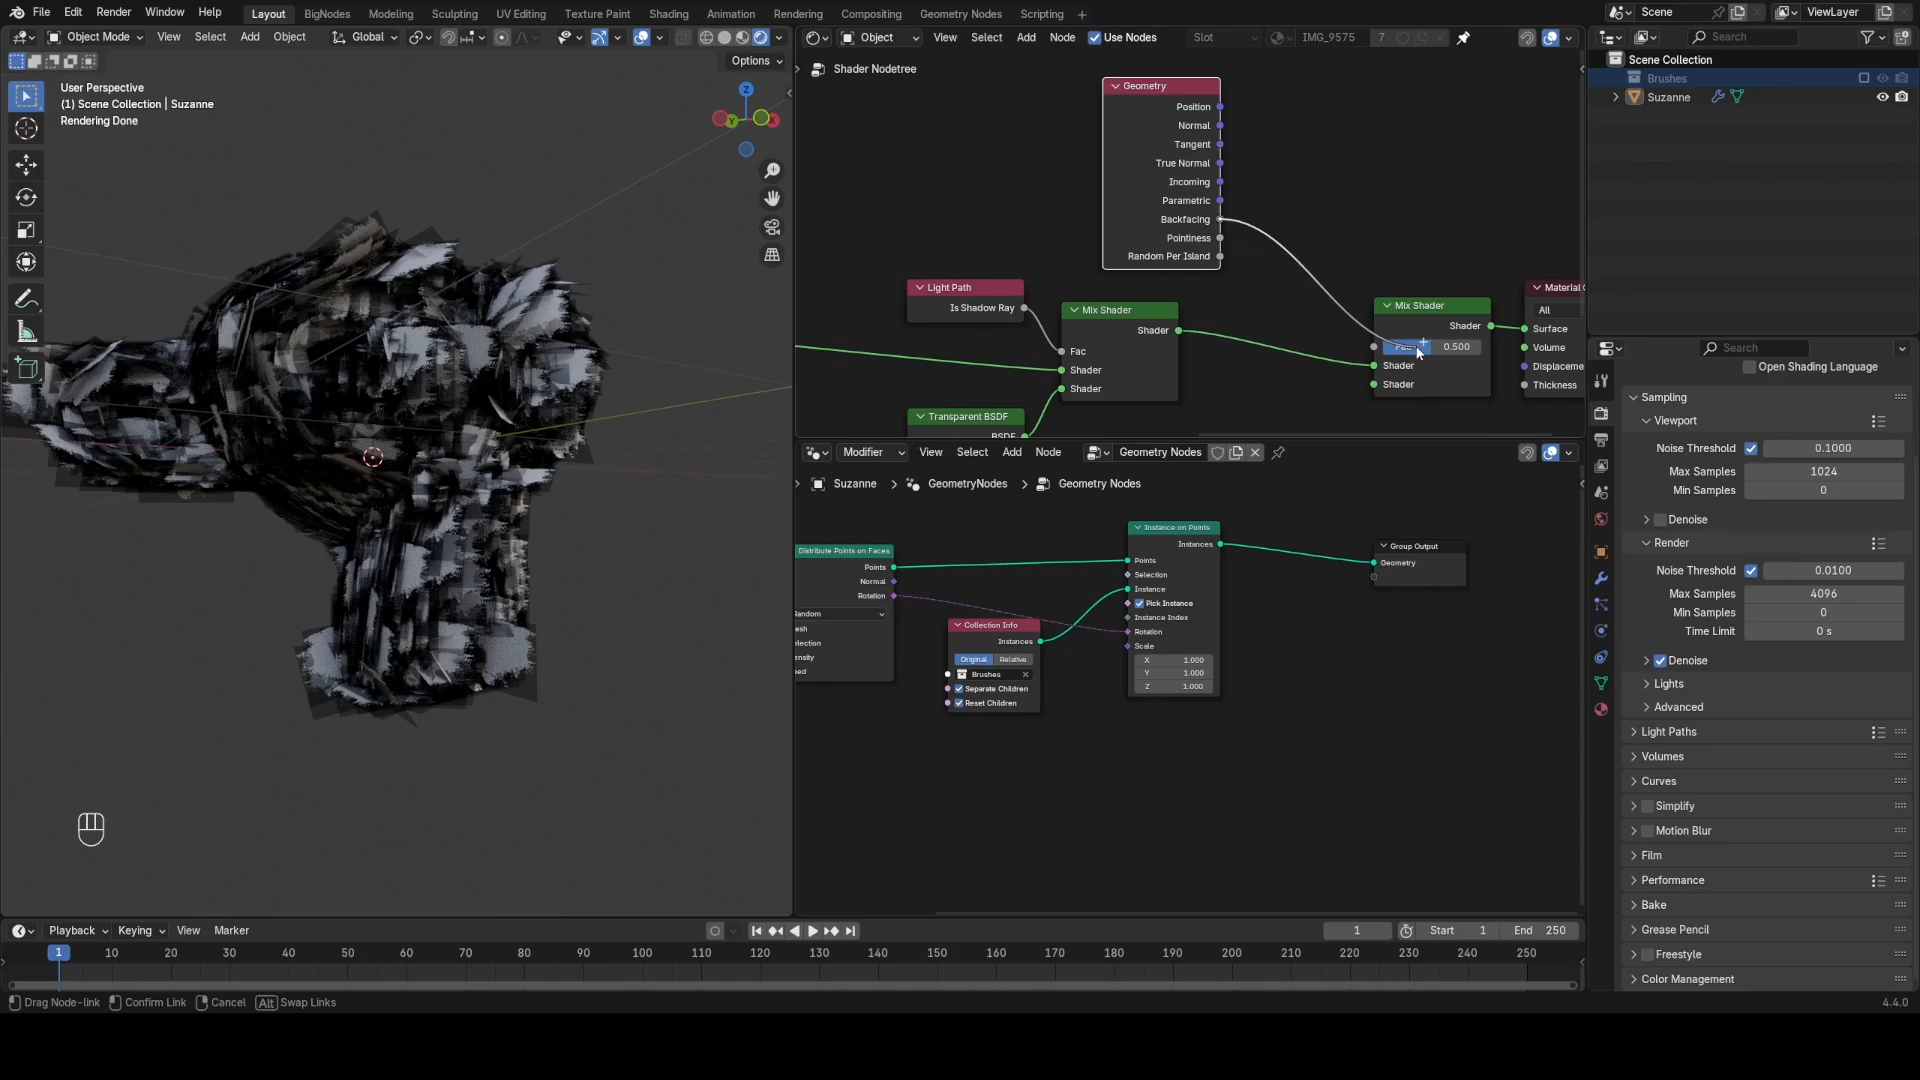 File Edit Render Window Help Layout BigNodes Modeling Sculpting UV Editing Texture Paint Shading Animation Rendering Compositing Geometry Nodes Scripting Scene ViewLayer
Object Mode View Select Add Object Global
Options
User Perspective
(1) Scene Collection | Suzanne
Rendering Done
Z
Y
X
Object View Select Add Node Use Nodes Slot IMG_9575 7
Shader Nodetree
Geometry
Position
Normal
Tangent
True Normal
Incoming
Parametric
Backfacing
Pointiness
Random Per Island
Light Path
Is Shadow Ray
Mix Shader
Shader
Fac
Shader
Shader
Transparent BSDF
BSDF
Mix Shader
Shader
0.500
Shader
Shader
Material
All
Surface
Volume
Displaceme
Thickness
Modifier View Select Add Node Geometry Nodes
Suzanne GeometryNodes Geometry Nodes
Distribute Points on Faces
Points
Normal
Rotation
Random
esh
election
ensity
eed
Collection Info
Instances
Original Relative
Brushes
Separate Children
Reset Children
Instance on Points
Instances
Points
Selection
Instance
Pick Instance
Instance Index
Rotation
Scale
X 1.000
Y 1.000
Z 1.000
Group Output
Geometry
Search
Scene Collection
Brushes
Suzanne
Search
Open Shading Language
Sampling
Viewport
Noise Threshold 0.1000
Max Samples 1024
Min Samples 0
Denoise
Render
Noise Threshold 0.0100
Max Samples 4096
Min Samples 0
Time Limit 0 s
Denoise
Lights
Advanced
Light Paths
Volumes
Curves
Simplify
Motion Blur
Film
Performance
Bake
Grease Pencil
Freestyle
Color Management
Playback Keying View Marker 1 Start 1 End 250
1 10 20 30 40 50 60 70 80 90 100 110 120 130 140 150 160 170 180 190 200 210 220 230 240 250
Drag Node-link Confirm Link Cancel Alt Swap Links 4.4.0